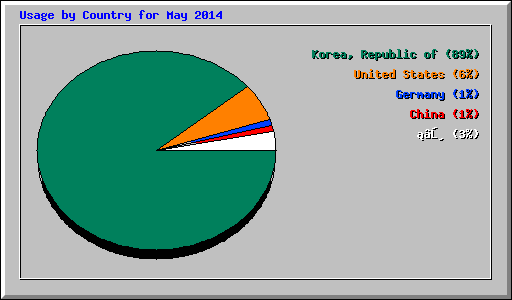 Usage by Country for May 2014
Korea, Republic of (89%)
United States (6%)
Germany (1%)
China (1%)
(3%)